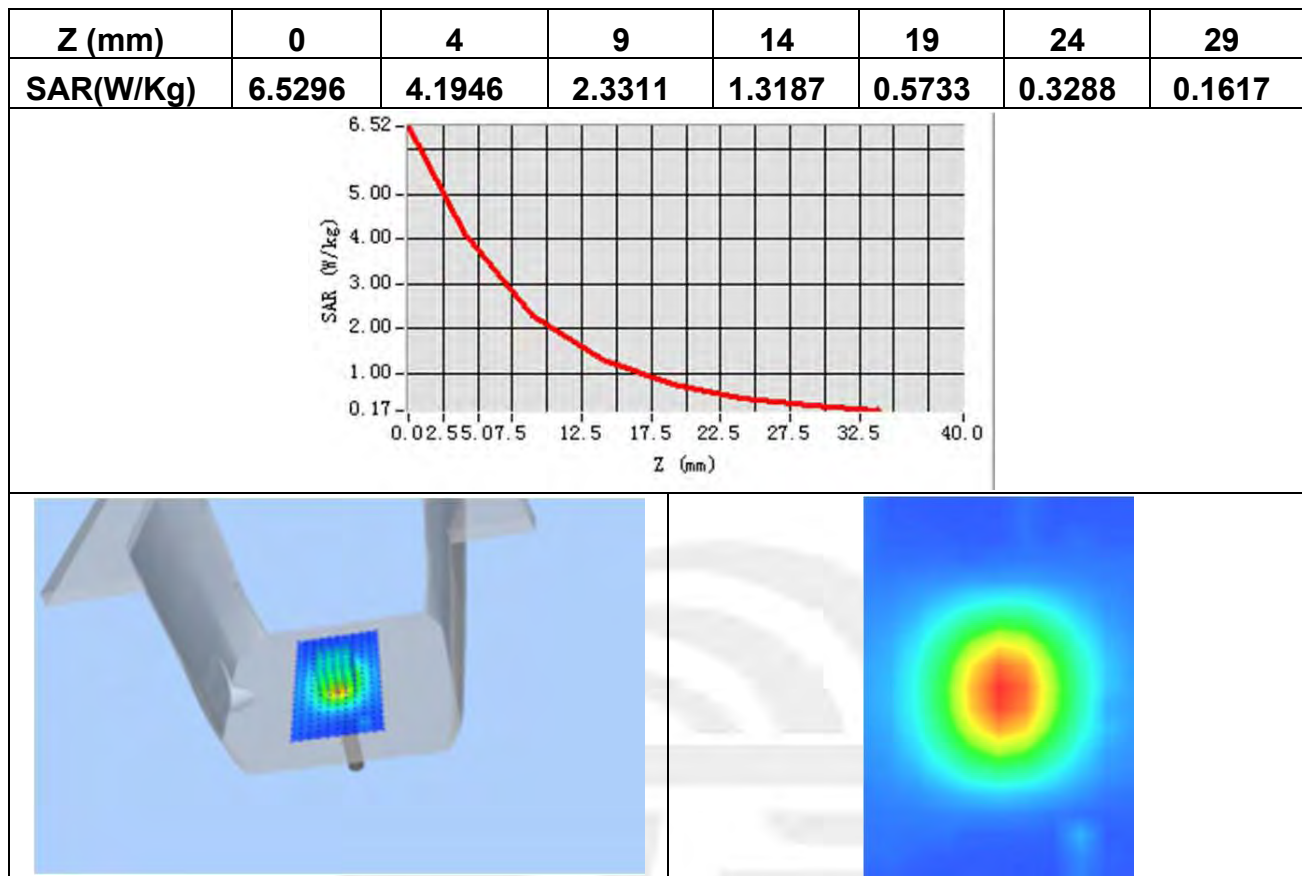 Z (mm) 0 4 9 14 19 24 29
SAR(W/Kg) 6.5296 4.1946 2.3311 1.3187 0.5733 0.3288 0.1617
6.52
5.00
4.00
3.00
2.00
1.00
0.17
SAR (W/kg)
0.0 2.5 5.0 7.5 12.5 17.5 22.5 27.5 32.5 40.0
Z (mm)